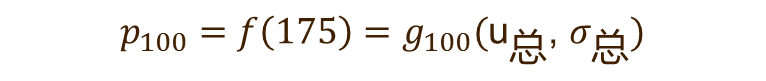 p₁₀₀ = f(175) = g₁₀₀(u总, σ总)